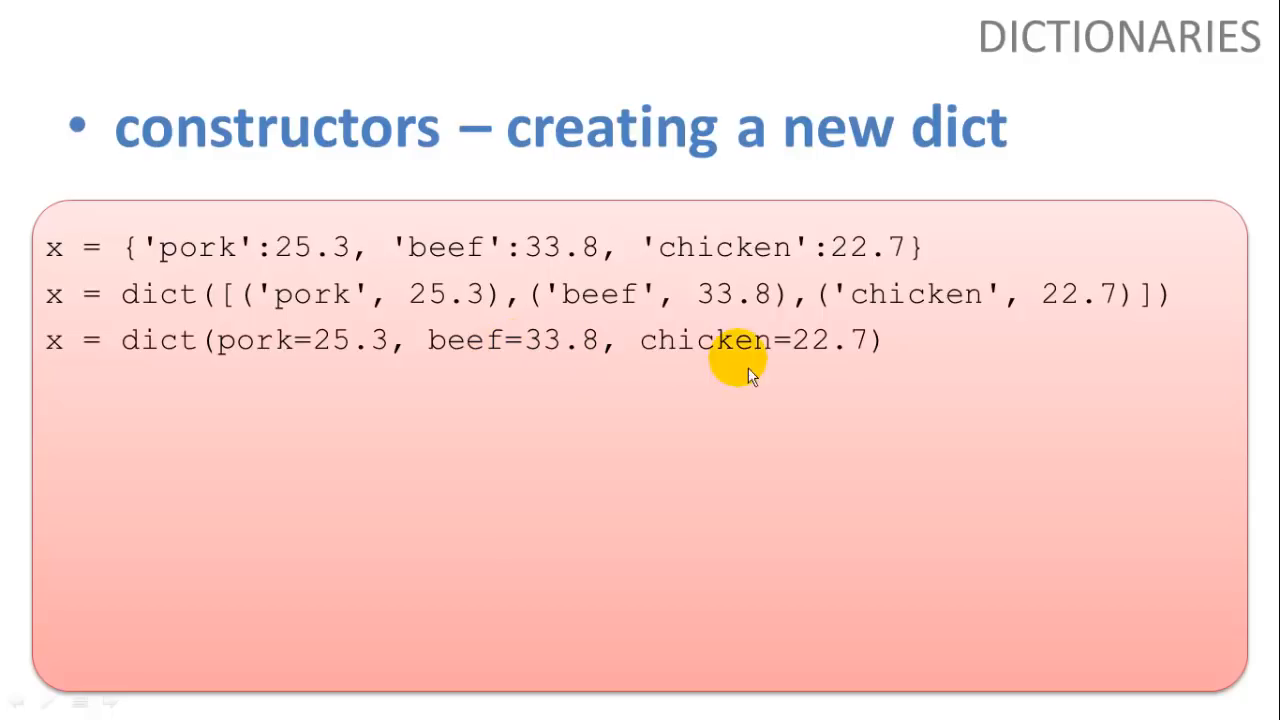 DICTIONARIES
• constructors – creating a new dict
x = {'pork':25.3, 'beef':33.8, 'chicken':22.7}
x = dict([('pork', 25.3),('beef', 33.8),('chicken', 22.7)])
x = dict(pork=25.3, beef=33.8, chicken=22.7)